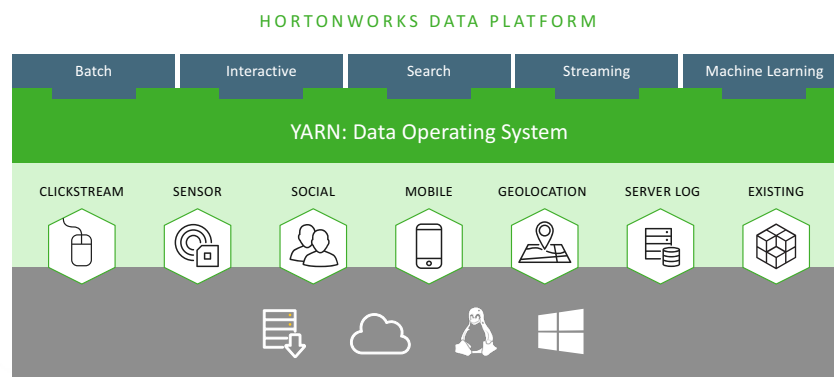 HORTONWORKS DATA PLATFORM
Batch Interactive Search Streaming Machine Learning
YARN: Data Operating System
CLICKSTREAM SENSOR SOCIAL MOBILE GEOLOCATION SERVER LOG EXISTING